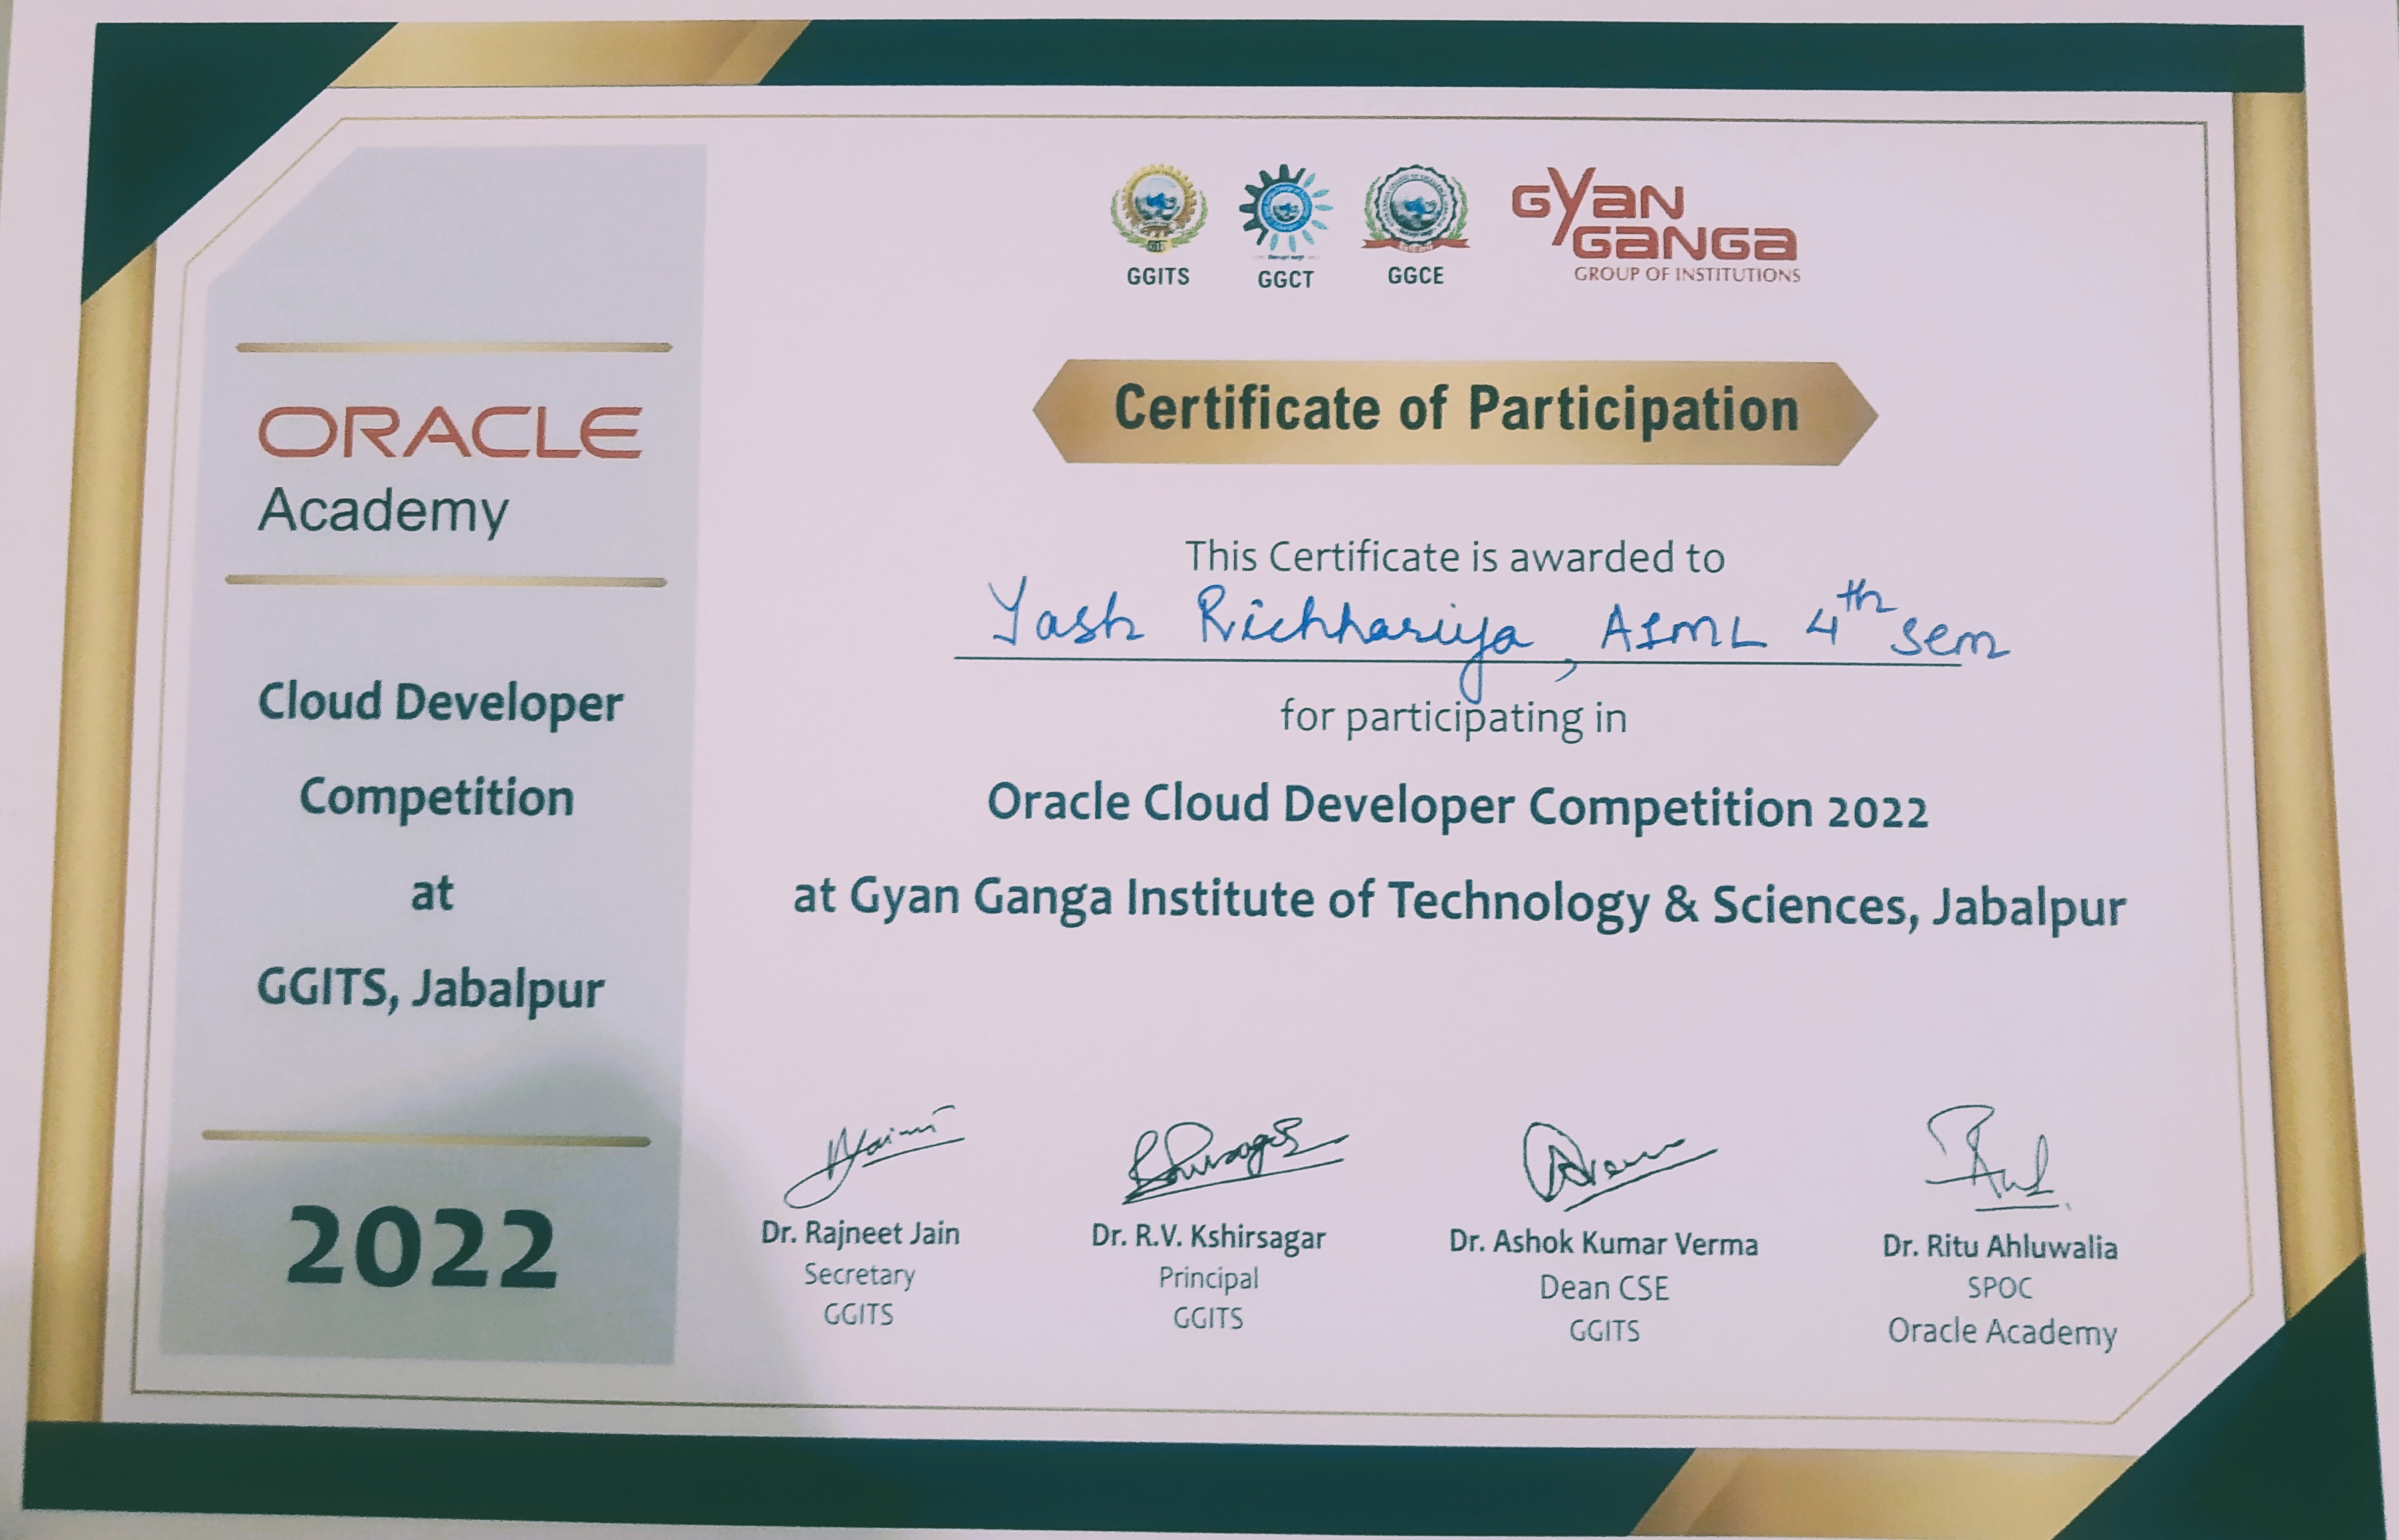 ORACLE
Academy
Cloud Developer
Competition
at
GGITS, Jabalpur
2022
GGITS
GGCT
GGCE
GYAN
GANGA
GROUP OF INSTITUTIONS
Certificate of Participation
This Certificate is awarded to
Yash Richhariya, AIML 4th sem
for participating in
Oracle Cloud Developer Competition 2022
at Gyan Ganga Institute of Technology & Sciences, Jabalpur
Dr. Rajneet Jain
Secretary
GGITS
Dr. R.V. Kshirsagar
Principal
GGITS
Dr. Ashok Kumar Verma
Dean CSE
GGITS
Dr. Ritu Ahluwalia
SPOC
Oracle Academy